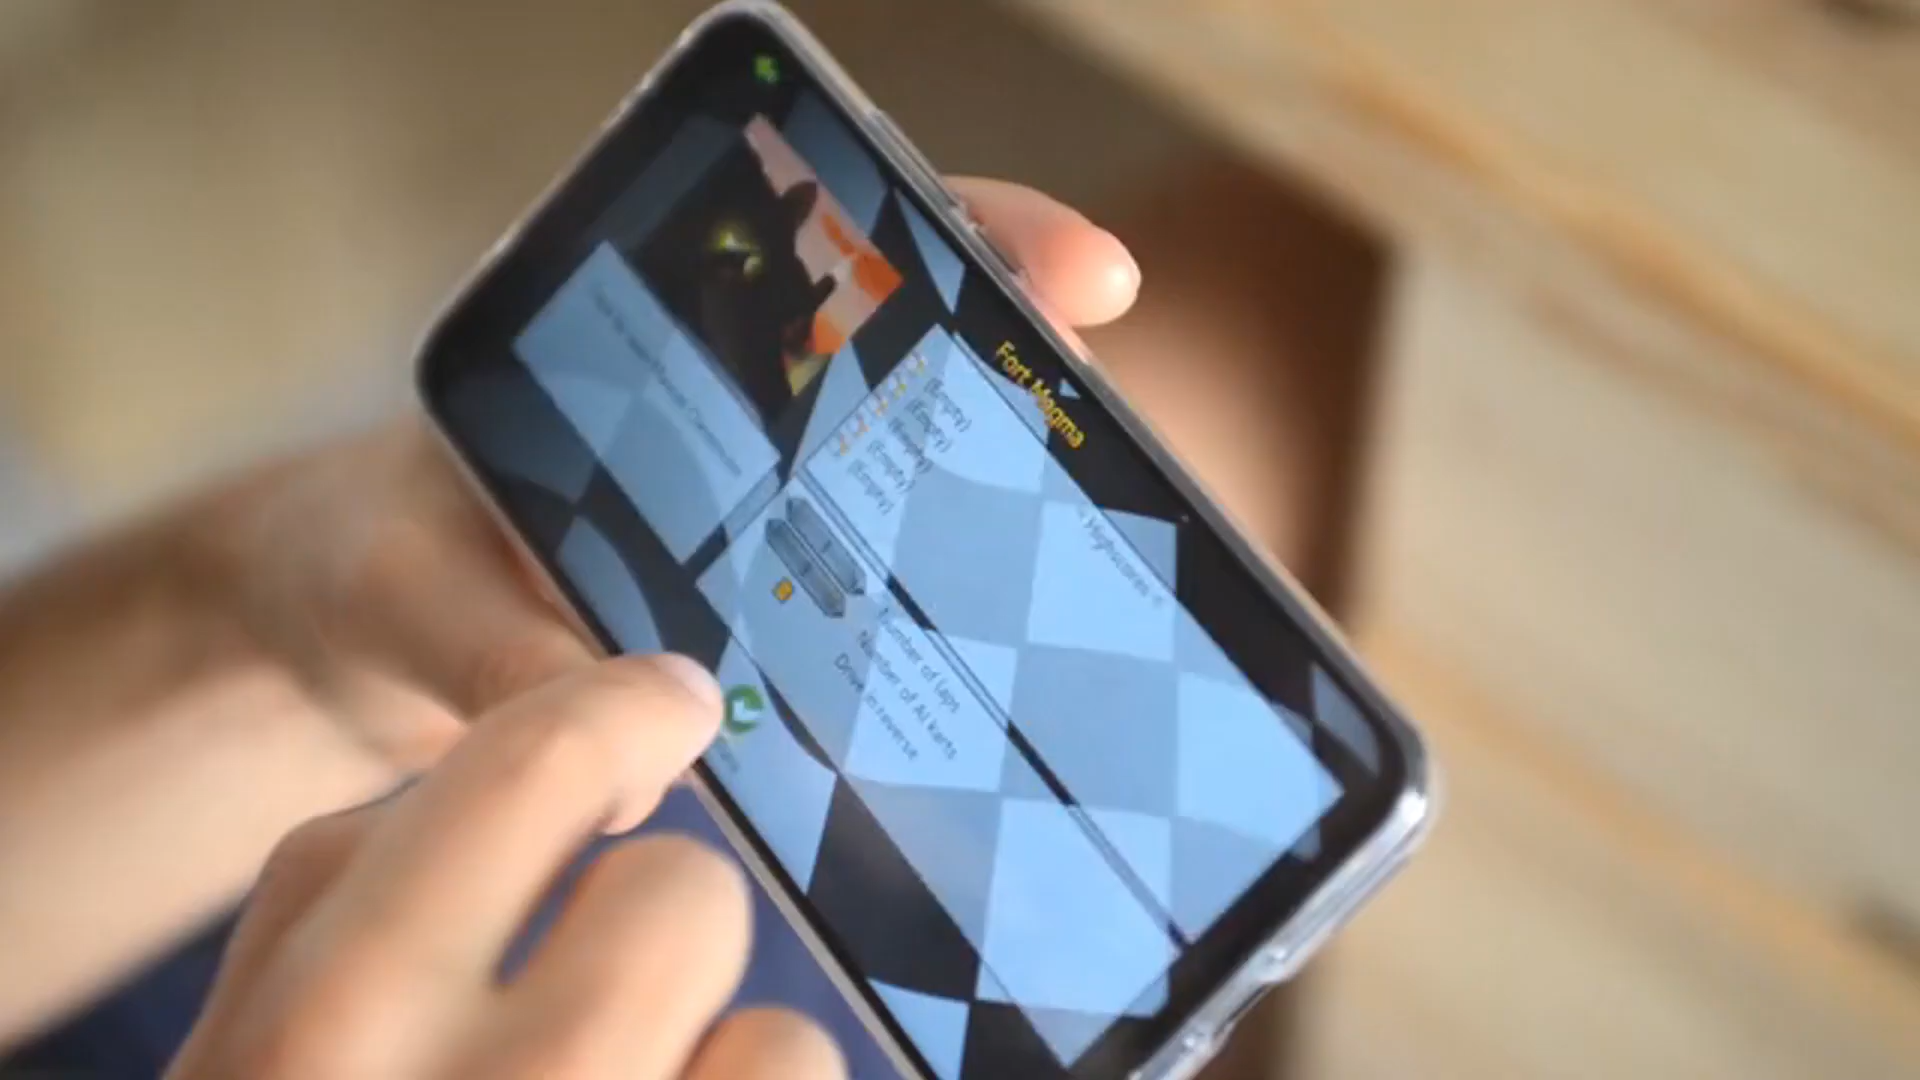 Fort Magma
= Highscores =
(Empty)
(Empty)
(Empty)
(Empty)
(Empty)
Number of laps
Number of AI karts
Drive in reverse